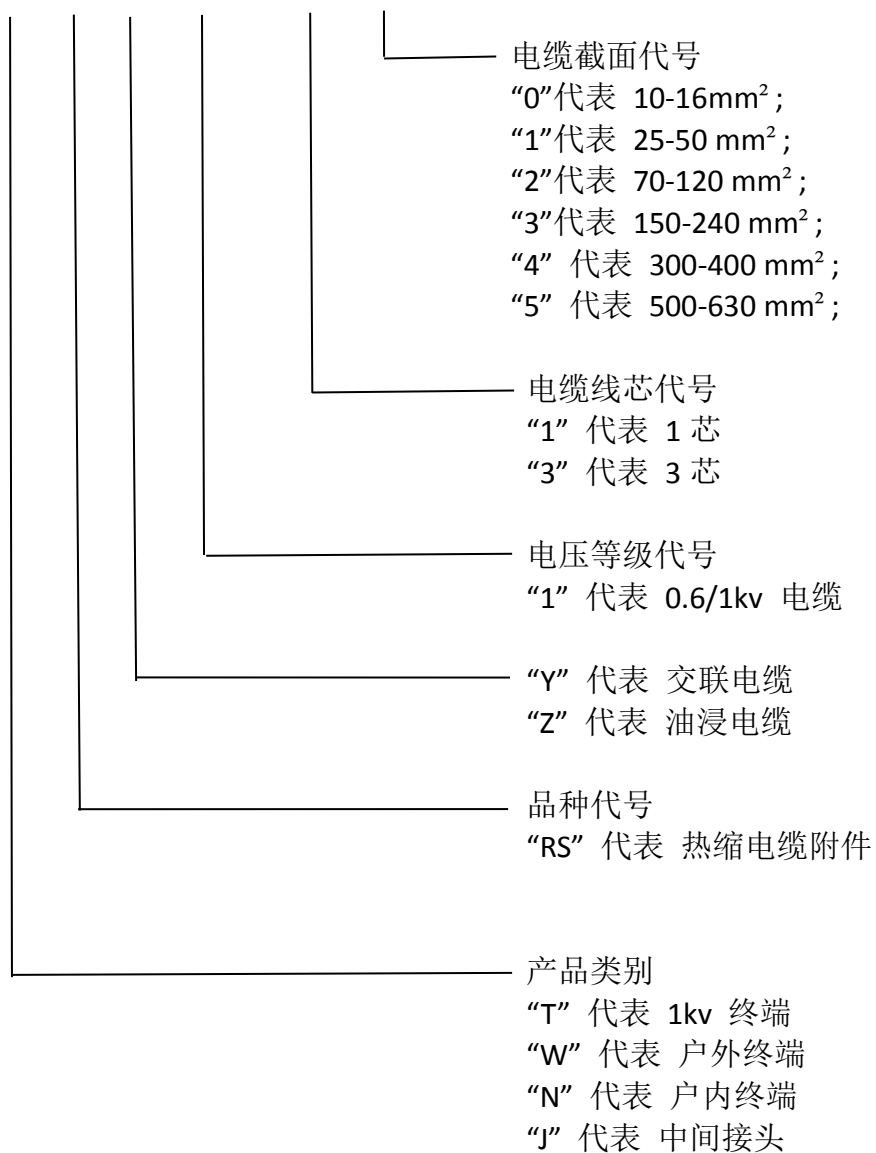 电缆截面代号
“0”代表 10-16mm²；
“1”代表 25-50 mm²；
“2”代表 70-120 mm²；
“3”代表 150-240 mm²；
“4” 代表 300-400 mm²；
“5” 代表 500-630 mm²；
电缆线芯代号
“1” 代表 1 芯
“3” 代表 3 芯
电压等级代号
“1” 代表 0.6/1kv 电缆
“Y” 代表 交联电缆
“Z” 代表 油浸电缆
品种代号
“RS” 代表 热缩电缆附件
产品类别
“T” 代表 1kv 终端
“W” 代表 户外终端
“N” 代表 户内终端
“J” 代表 中间接头